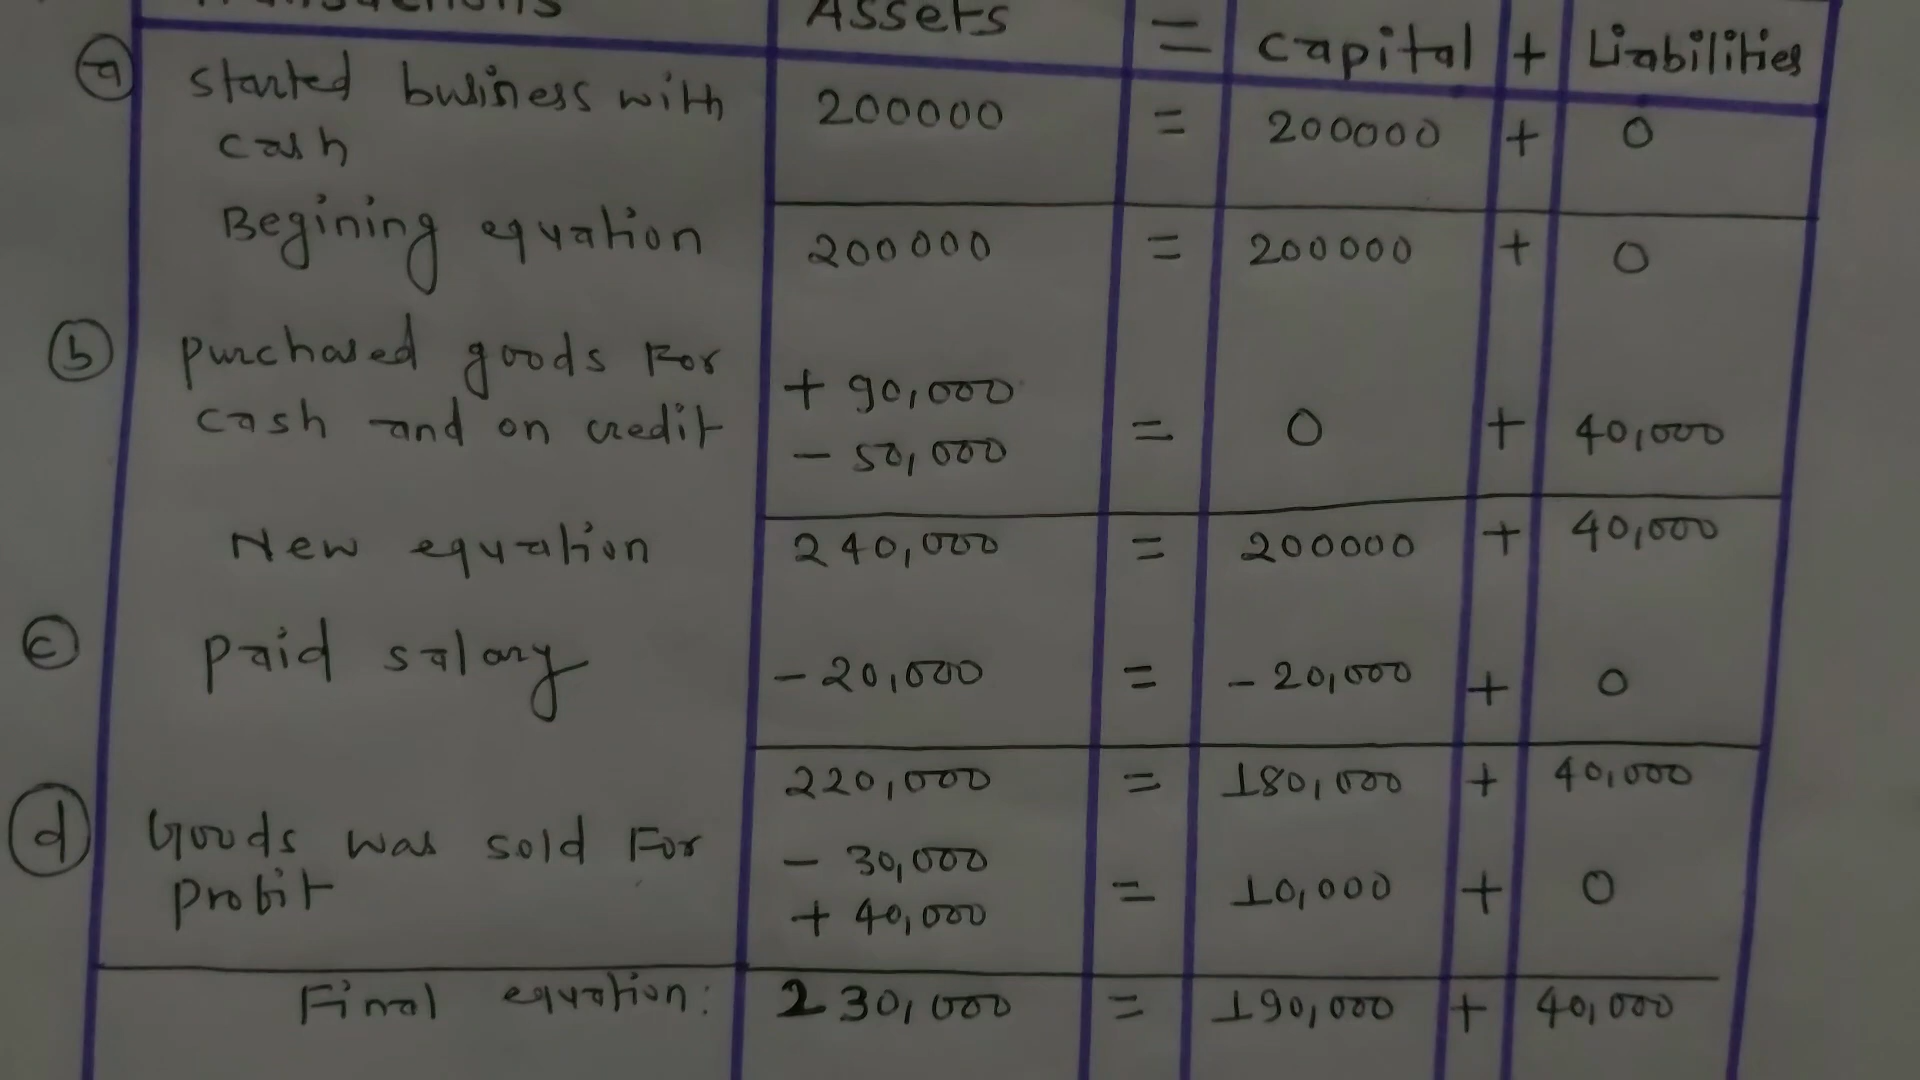 Transactions Assets = Capital + Liabilities
(a) Started business with 200000 = 200000 + 0
cash
Begining equation 200000 = 200000 + 0
(b) Purchased goods For + 90,000
cash and on credit - 50,000 = 0 + 40,000
New equation 240,000 = 200000 + 40,000
(c) Paid salary - 20,000 = - 20,000 + 0
220,000 = 180,000 + 40,000
(d) Goods was sold For - 30,000
Profit + 40,000 = 10,000 + 0
Final equation: 230,000 = 190,000 + 40,000